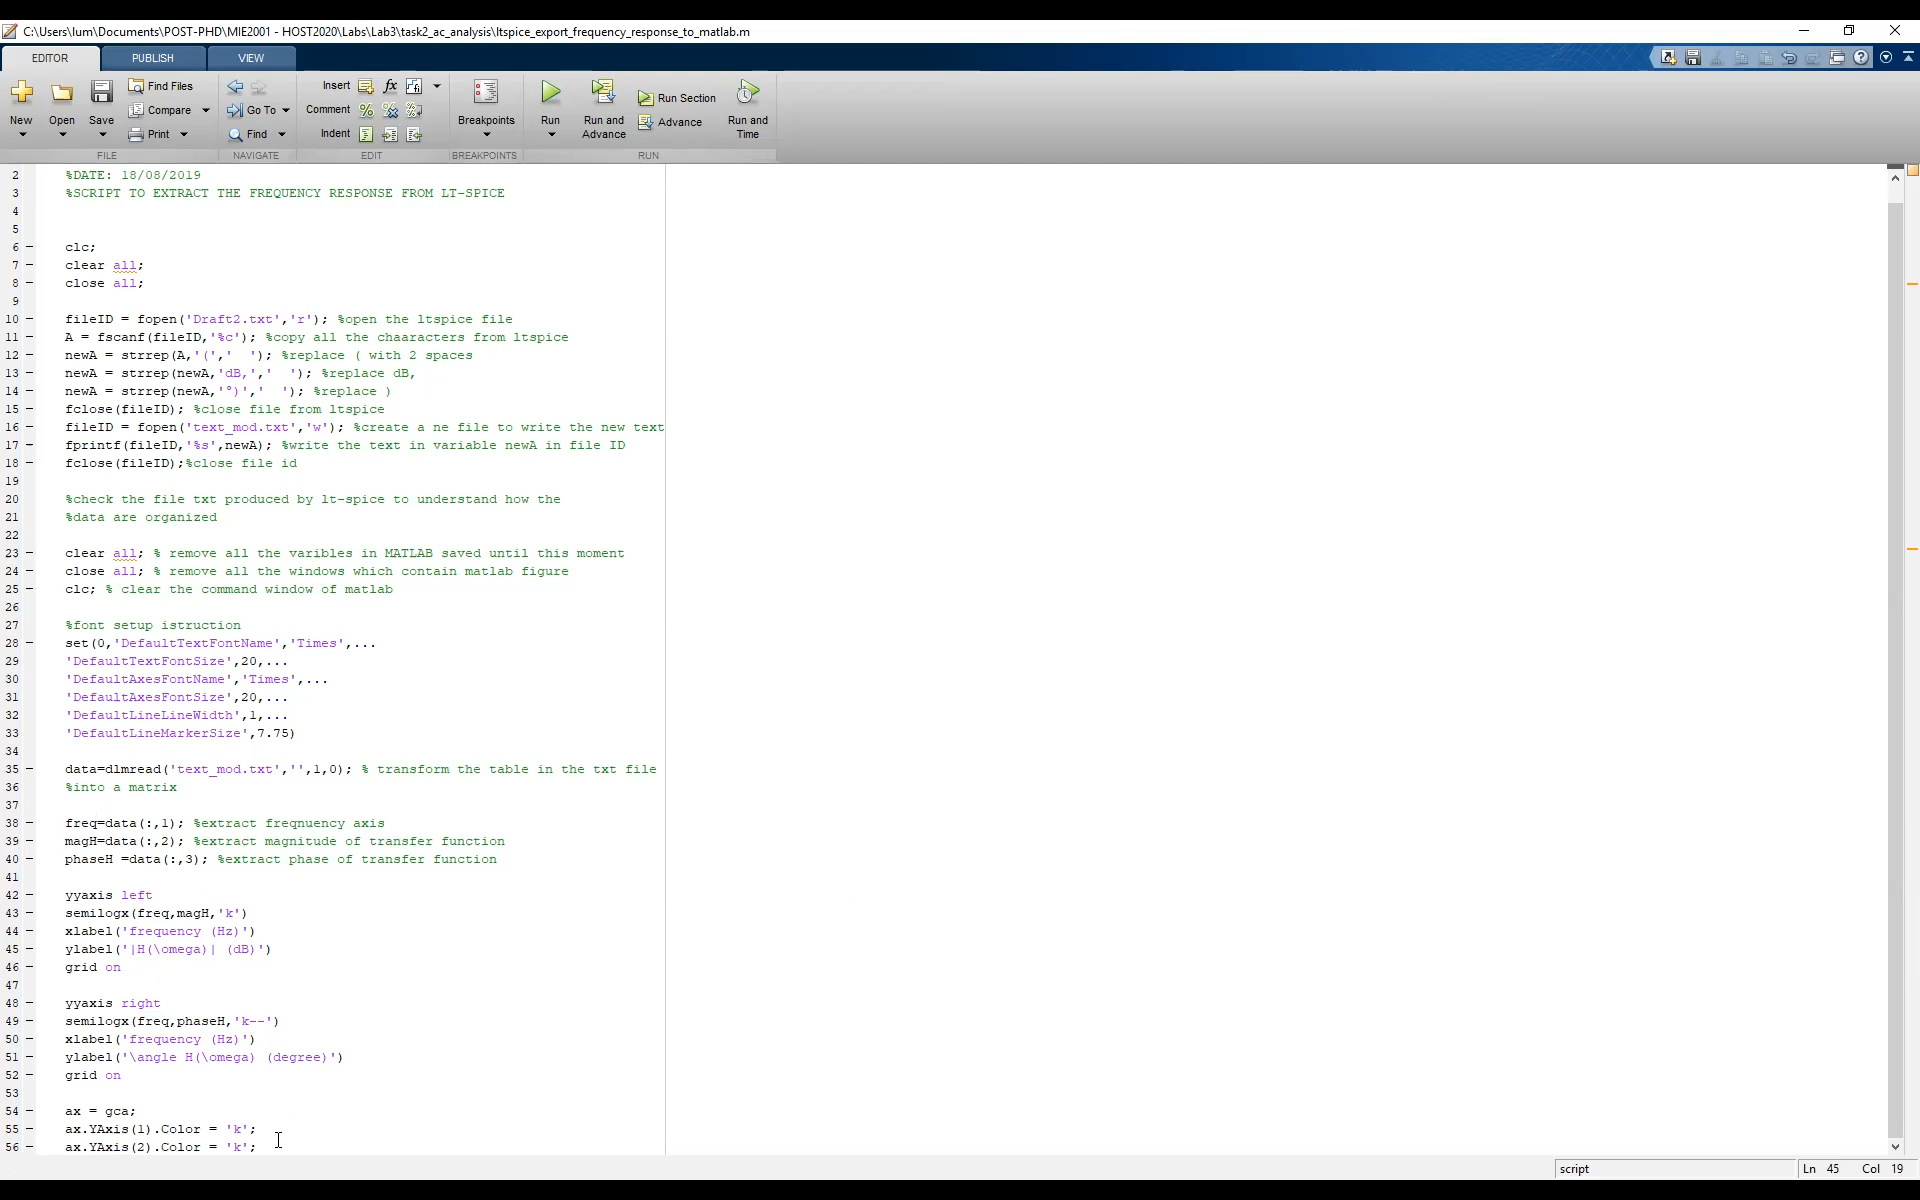 C:\Users\lum\Documents\POST-PHD\MIE2001 - HOST2020\Labs\Lab3\task2_ac_analysis\ltspice_export_frequency_response_to_matlab.m
EDITOR PUBLISH VIEW
New Open Save Find Files Compare Print Go To Find Insert Comment Indent fx Breakpoints Run Run and Advance Run Section Advance Run and Time
FILE NAVIGATE EDIT BREAKPOINTS RUN
2 %DATE: 18/08/2019
3 %SCRIPT TO EXTRACT THE FREQUENCY RESPONSE FROM LT-SPICE
4
5
6 – clc;
7 – clear all;
8 – close all;
9
10 – fileID = fopen('Draft2.txt','r'); %open the ltspice file
11 – A = fscanf(fileID,'%c'); %copy all the chaaracters from ltspice
12 – newA = strrep(A,'(','  '); %replace ( with 2 spaces
13 – newA = strrep(newA,'dB,','  '); %replace dB,
14 – newA = strrep(newA,'°)','  '); %replace )
15 – fclose(fileID); %close file from ltspice
16 – fileID = fopen('text_mod.txt','w'); %create a ne file to write the new text
17 – fprintf(fileID,'%s',newA); %write the text in variable newA in file ID
18 – fclose(fileID);%close file id
19
20 %check the file txt produced by lt-spice to understand how the
21 %data are organized
22
23 – clear all; % remove all the varibles in MATLAB saved until this moment
24 – close all; % remove all the windows which contain matlab figure
25 – clc; % clear the command window of matlab
26
27 %font setup istruction
28 – set(0,'DefaultTextFontName','Times',...
29 'DefaultTextFontSize',20,...
30 'DefaultAxesFontName','Times',...
31 'DefaultAxesFontSize',20,...
32 'DefaultLineLineWidth',1,...
33 'DefaultLineMarkerSize',7.75)
34
35 – data=dlmread('text_mod.txt','',1,0); % transform the table in the txt file
36 %into a matrix
37
38 – freq=data(:,1); %extract freqnuency axis
39 – magH=data(:,2); %extract magnitude of transfer function
40 – phaseH =data(:,3); %extract phase of transfer function
41
42 – yyaxis left
43 – semilogx(freq,magH,'k')
44 – xlabel('frequency (Hz)')
45 – ylabel('|H(\omega)| (dB)')
46 – grid on
47
48 – yyaxis right
49 – semilogx(freq,phaseH,'k--')
50 – xlabel('frequency (Hz)')
51 – ylabel('\angle H(\omega) (degree)')
52 – grid on
53
54 – ax = gca;
55 – ax.YAxis(1).Color = 'k';
56 – ax.YAxis(2).Color = 'k';
script Ln 45 Col 19